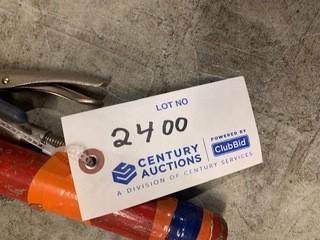 LOT NO
2400
CENTURY AUCTIONS
POWERED BY
ClubBid
A DIVISION OF CENTURY SERVICES